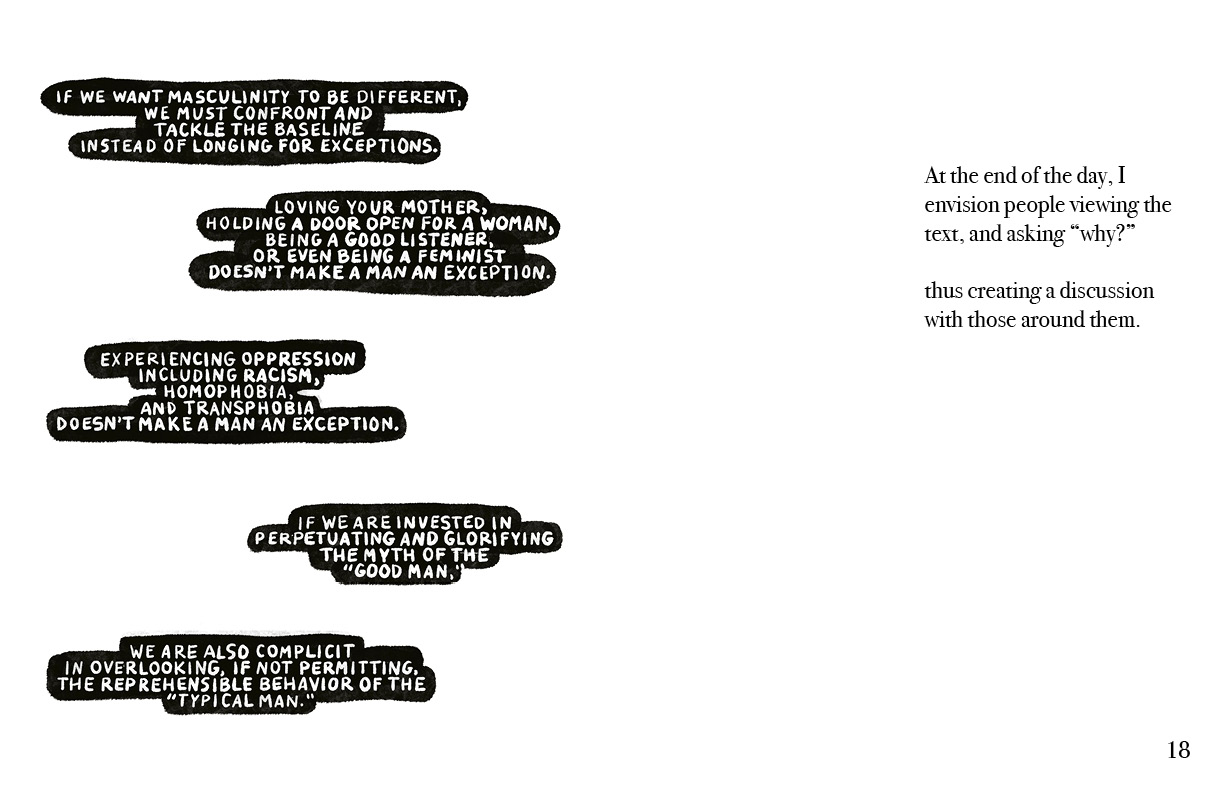 IF WE WANT MASCULINITY TO BE DIFFERENT,
WE MUST CONFRONT AND
TACKLE THE BASELINE
INSTEAD OF LONGING FOR EXCEPTIONS.
LOVING YOUR MOTHER,
HOLDING A DOOR OPEN FOR A WOMAN,
BEING A GOOD LISTENER,
OR EVEN BEING A FEMINIST
DOESN'T MAKE A MAN AN EXCEPTION.
EXPERIENCING OPPRESSION
INCLUDING RACISM,
HOMOPHOBIA,
AND TRANSPHOBIA
DOESN'T MAKE A MAN AN EXCEPTION.
IF WE ARE INVESTED IN
PERPETUATING AND GLORIFYING
THE MYTH OF THE
"GOOD MAN,"
WE ARE ALSO COMPLICIT
IN OVERLOOKING, IF NOT PERMITTING,
THE REPREHENSIBLE BEHAVIOR OF THE
"TYPICAL MAN."
At the end of the day, I
envision people viewing the
text, and asking “why?”
thus creating a discussion
with those around them.
18